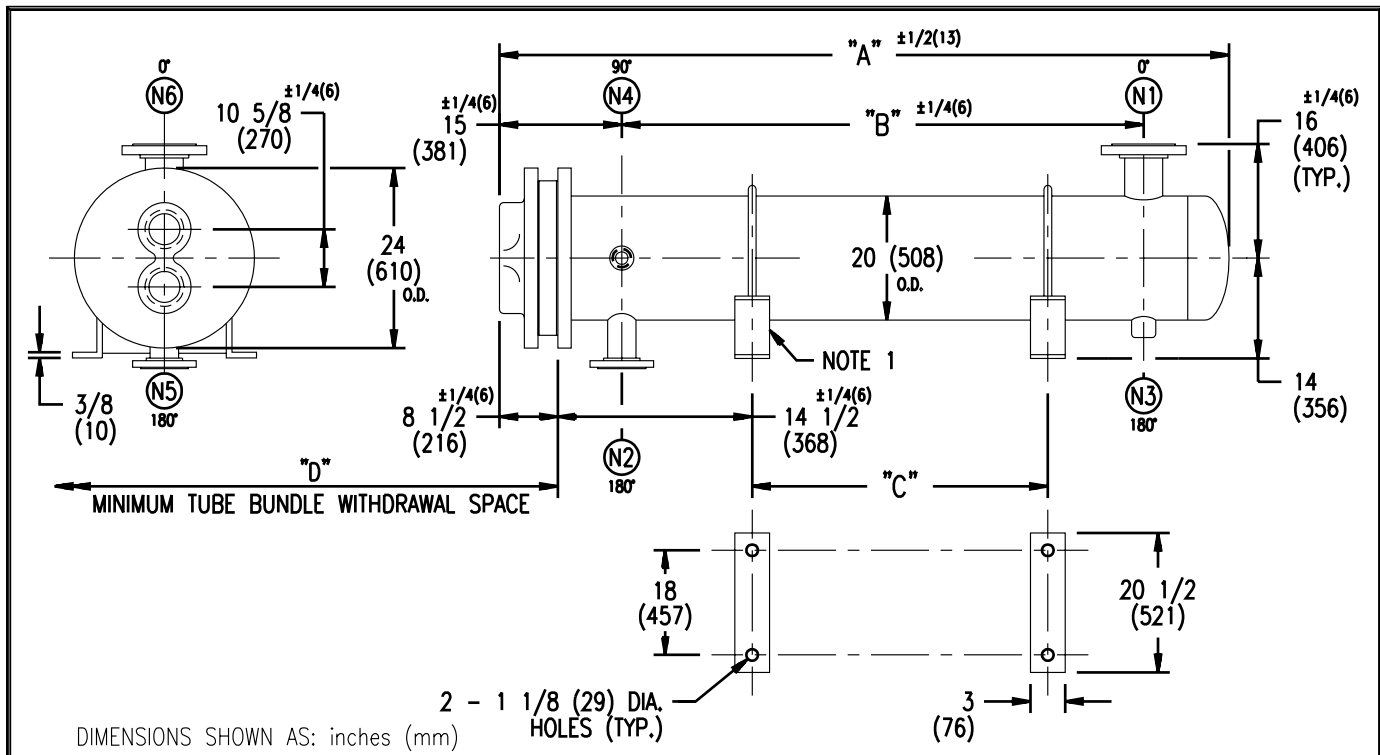 0°
N6
±1/4(6)
10 5/8
(270)
24
(610)
O.D.
3/8
(10)
N5
180°
"A" ±1/2(13)
90°
N4
0°
N1
±1/4(6)
15
(381)
"B" ±1/4(6)
±1/4(6)
16
(406)
(TYP.)
20 (508)
O.D.
NOTE 1
±1/4(6)
8 1/2
(216)
±1/4(6)
14 1/2
(368)
N2
180°
N3
180°
14
(356)
"D"
MINIMUM TUBE BUNDLE WITHDRAWAL SPACE
"C"
18
(457)
20 1/2
(521)
2 - 1 1/8 (29) DIA.
HOLES (TYP.)
3
(76)
DIMENSIONS SHOWN AS: inches (mm)